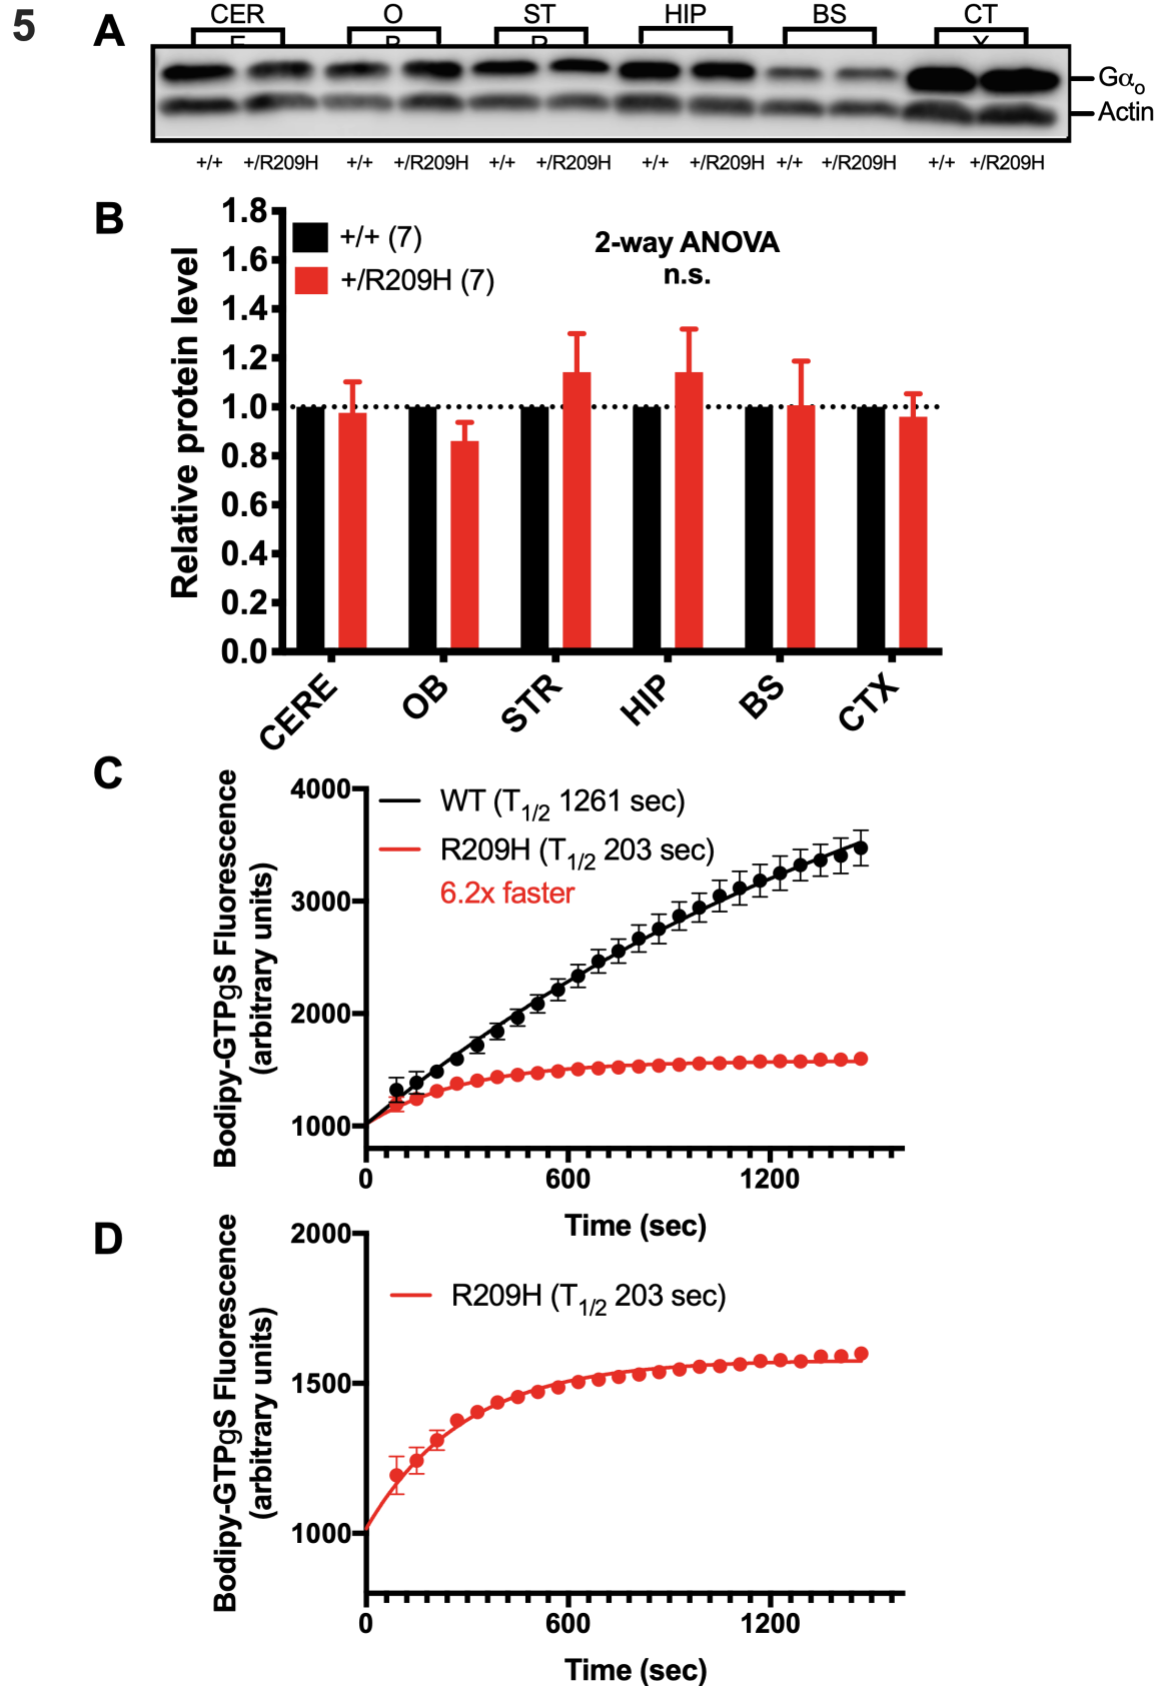 5
A
CER
O
ST
HIP
BS
CT
E
B
R
X
Gαo
Actin
+/+ +/R209H +/+ +/R209H +/+ +/R209H +/+ +/R209H +/+ +/R209H +/+ +/R209H
B
Relative protein level
1.8
1.6
1.4
1.2
1.0
0.8
0.6
0.4
0.2
0.0
+/+ (7)
+/R209H (7)
2-way ANOVA
n.s.
CERE
OB
STR
HIP
BS
CTX
C
Bodipy-GTPgS Fluorescence
(arbitrary units)
4000
3000
2000
1000
WT (T1/2 1261 sec)
R209H (T1/2 203 sec)
6.2x faster
0 600 1200
Time (sec)
D
Bodipy-GTPgS Fluorescence
(arbitrary units)
2000
1500
1000
R209H (T1/2 203 sec)
0 600 1200
Time (sec)